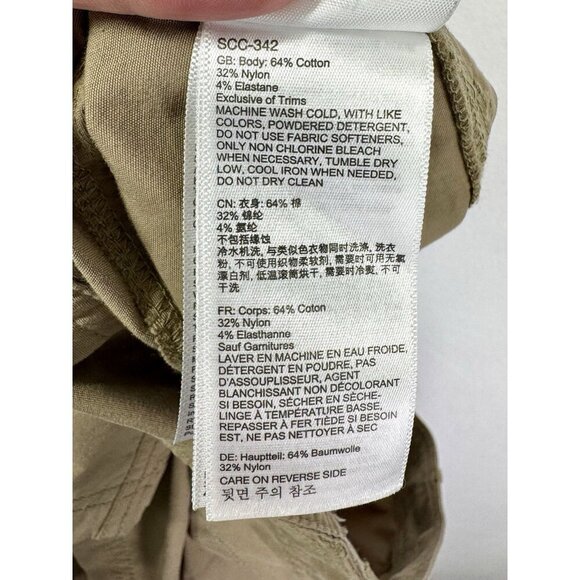 SCC-342
GB: Body: 64% Cotton
32% Nylon
4% Elastane
Exclusive of Trims
MACHINE WASH COLD, WITH LIKE
COLORS, POWDERED DETERGENT,
DO NOT USE FABRIC SOFTENERS,
ONLY NON CHLORINE BLEACH
WHEN NECESSARY, TUMBLE DRY
LOW, COOL IRON WHEN NEEDED,
DO NOT DRY CLEAN
CN: 衣身: 64% 棉
32% 锦纶
4% 氨纶
不包括缘蚀
冷水机洗, 与类似色衣物同时洗涤, 洗衣
粉, 不可使用织物柔软剂, 需要时可用无氯
漂白剂, 低温滚筒烘干, 需要时冷熨, 不可
干洗
FR: Corps: 64% Coton
32% Nylon
4% Elasthanne
Sauf Garnitures
LAVER EN MACHINE EN EAU FROIDE,
DÉTERGENT EN POUDRE, PAS
D'ASSOUPLISSEUR, AGENT
BLANCHISSANT NON DÉCOLORANT
SI BESOIN, SÉCHER EN SÈCHE-
LINGE À TEMPÉRATURE BASSE,
REPASSER À FER TIÈDE SI BESOIN
EST, NE PAS NETTOYER À SEC
DE: Hauptteil: 64% Baumwolle
32% Nylon
CARE ON REVERSE SIDE
뒷면 주의 참조